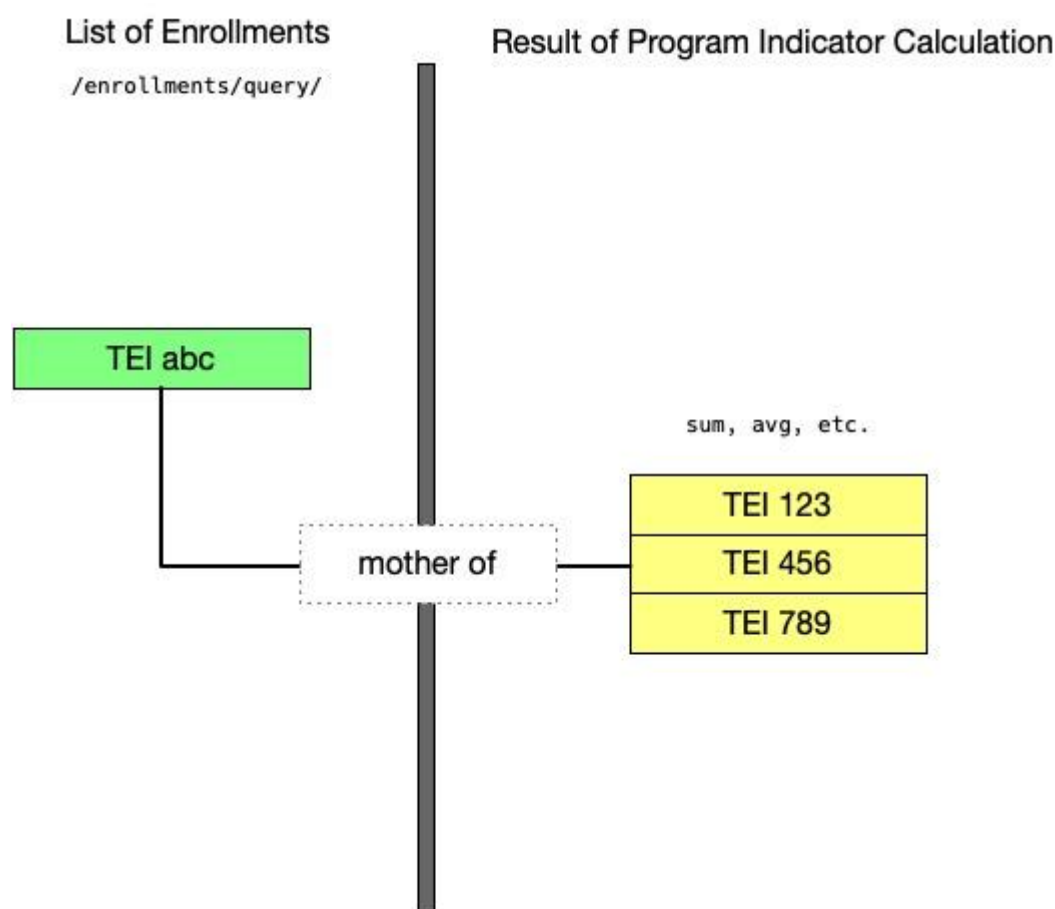 List of Enrollments
/enrollments/query/
Result of Program Indicator Calculation
TEI abc
sum, avg, etc.
TEI 123
mother of
TEI 456
TEI 789